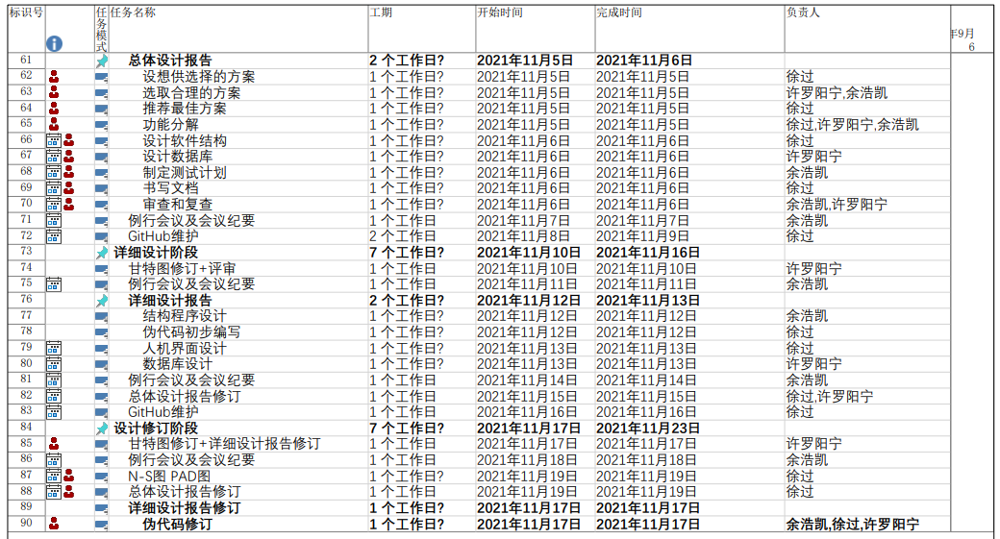 标识号 任务模式 任务名称 工期 开始时间 完成时间 负责人 年9月 6
61 总体设计报告 2 个工作日? 2021年11月5日 2021年11月6日
62 设想供选择的方案 1 个工作日? 2021年11月5日 2021年11月5日 徐过
63 选取合理的方案 1 个工作日? 2021年11月5日 2021年11月5日 许罗阳宁,余浩凯
64 推荐最佳方案 1 个工作日? 2021年11月5日 2021年11月5日 徐过
65 功能分解 1 个工作日? 2021年11月5日 2021年11月5日 徐过,许罗阳宁,余浩凯
66 设计软件结构 1 个工作日? 2021年11月6日 2021年11月6日 徐过
67 设计数据库 1 个工作日? 2021年11月6日 2021年11月6日 许罗阳宁
68 制定测试计划 1 个工作日? 2021年11月6日 2021年11月6日 余浩凯
69 书写文档 1 个工作日? 2021年11月6日 2021年11月6日 徐过
70 审查和复查 1 个工作日? 2021年11月6日 2021年11月6日 余浩凯,许罗阳宁
71 例行会议及会议纪要 1 个工作日 2021年11月7日 2021年11月7日 余浩凯
72 GitHub维护 2 个工作日 2021年11月8日 2021年11月9日 徐过
73 详细设计阶段 7 个工作日? 2021年11月10日 2021年11月16日
74 甘特图修订+评审 1 个工作日 2021年11月10日 2021年11月10日 许罗阳宁
75 例行会议及会议纪要 1 个工作日 2021年11月11日 2021年11月11日 余浩凯
76 详细设计报告 2 个工作日? 2021年11月12日 2021年11月13日
77 结构程序设计 1 个工作日? 2021年11月12日 2021年11月12日 余浩凯
78 伪代码初步编写 1 个工作日? 2021年11月12日 2021年11月12日 徐过
79 人机界面设计 1 个工作日? 2021年11月13日 2021年11月13日 徐过
80 数据库设计 1 个工作日? 2021年11月13日 2021年11月13日 许罗阳宁
81 例行会议及会议纪要 1 个工作日 2021年11月14日 2021年11月14日 余浩凯
82 总体设计报告修订 1 个工作日 2021年11月15日 2021年11月15日 徐过,许罗阳宁
83 GitHub维护 1 个工作日 2021年11月16日 2021年11月16日 徐过
84 设计修订阶段 7 个工作日? 2021年11月17日 2021年11月23日
85 甘特图修订+详细设计报告修订 1 个工作日 2021年11月17日 2021年11月17日 许罗阳宁
86 例行会议及会议纪要 1 个工作日 2021年11月18日 2021年11月18日 余浩凯
87 N-S图 PAD图 1 个工作日? 2021年11月19日 2021年11月19日 徐过
88 总体设计报告修订 1 个工作日 2021年11月19日 2021年11月19日 徐过
89 详细设计报告修订 1 个工作日? 2021年11月17日 2021年11月17日
90 伪代码修订 1 个工作日? 2021年11月17日 2021年11月17日 余浩凯,徐过,许罗阳宁